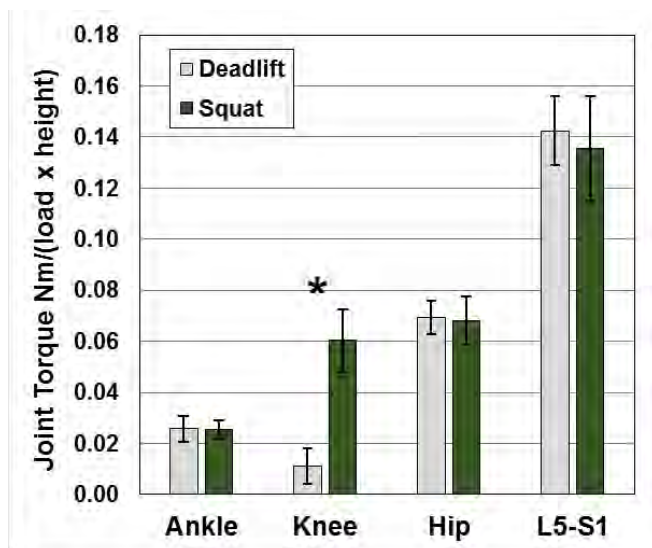 Joint Torque Nm/(load x height)
0.18
0.16
0.14
0.12
0.10
0.08
0.06
0.04
0.02
0.00
Deadlift
Squat
*
Ankle Knee Hip L5-S1